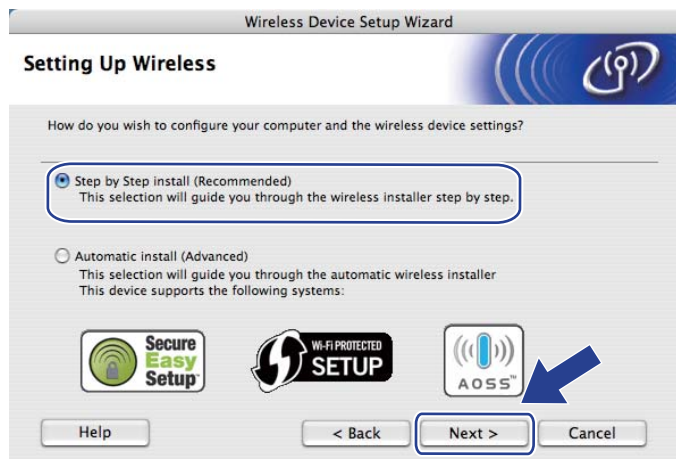 Wireless Device Setup Wizard
Setting Up Wireless
How do you wish to configure your computer and the wireless device settings?
Step by Step install (Recommended)
This selection will guide you through the wireless installer step by step.
Automatic install (Advanced)
This selection will guide you through the automatic wireless installer
This device supports the following systems:
Secure
Easy
Setup™
Wi-Fi PROTECTED
SETUP
AOSS™
Help
< Back
Next >
Cancel